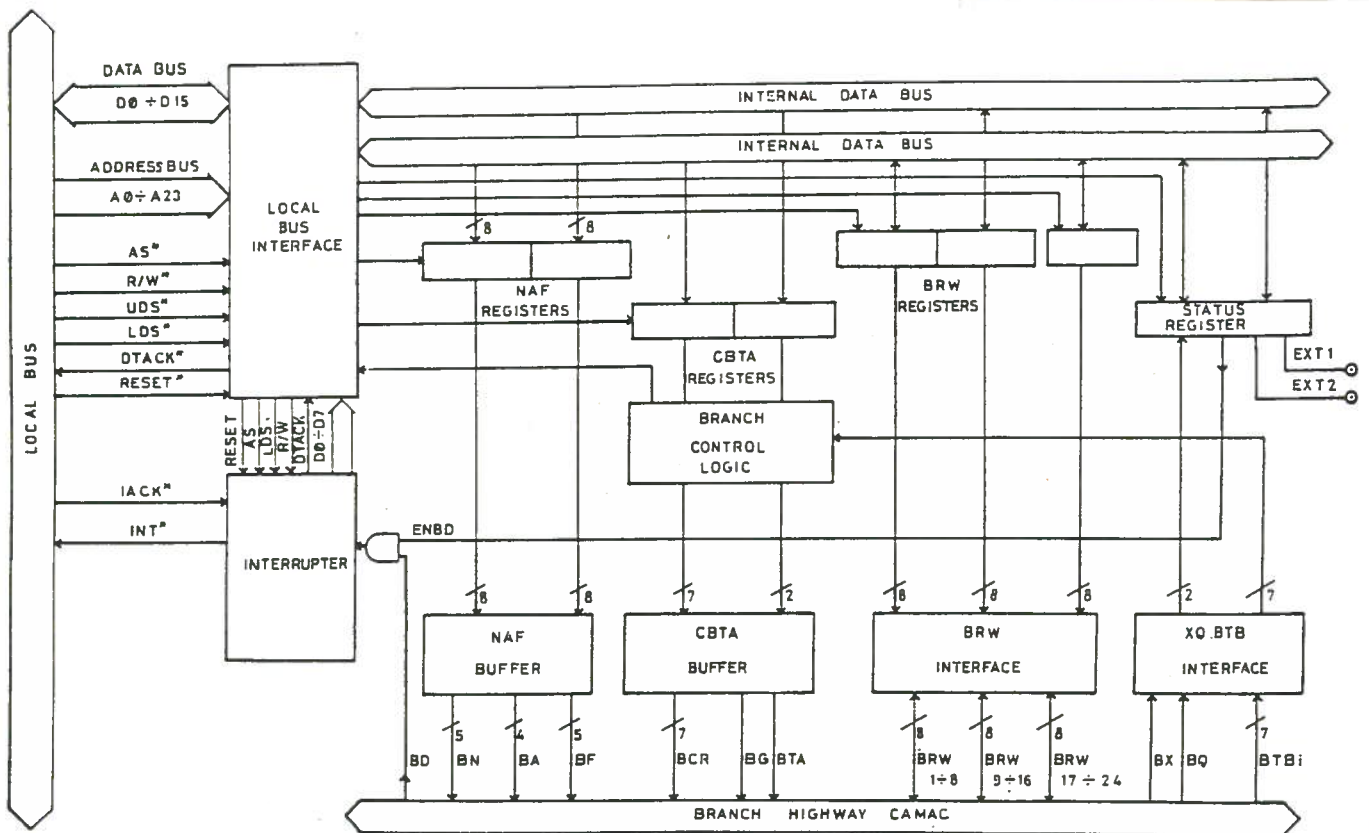 DATA BUS
D0 ÷ D15
ADDRESS BUS
A0 ÷ A23
AS*
R/W*
UDS*
LDS*
DTACK*
RESET*
LOCAL BUS
IACK*
INT*
LOCAL
BUS
INTERFACE
RESET
AS
LDS.
R/W
DTACK
D0÷D7
INTERRUPTER
INTERNAL DATA BUS
INTERNAL DATA BUS
8
8
NAF
REGISTERS
CBTA
REGISTERS
BRW
REGISTERS
STATUS
REGISTER
EXT1
EXT2
BRANCH
CONTROL
LOGIC
ENBD
8
8
7
2
8
8
8
2
7
NAF
BUFFER
CBTA
BUFFER
BRW
INTERFACE
XQ.BTB
INTERFACE
5
4
5
7
8
8
8
7
BD
BN
BA
BF
BCR
BG
BTA
BRW
1÷8
BRW
9÷16
BRW
17÷24
BX
BQ
BTBi
BRANCH HIGHWAY CAMAC